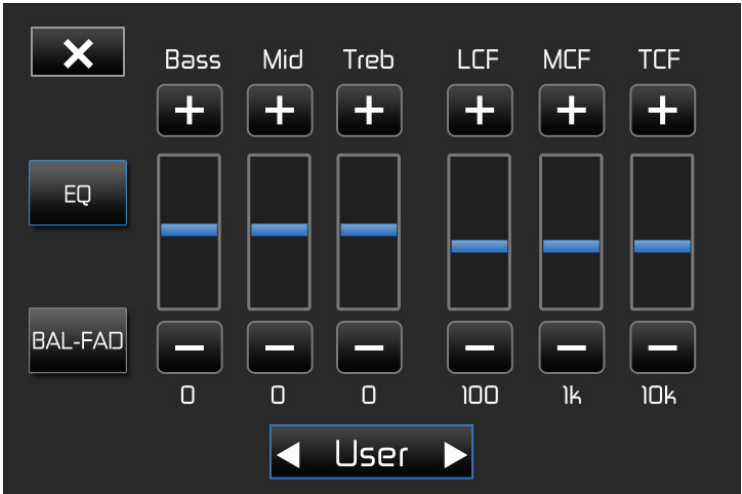 Bass Mid Treb LCF MCF TCF
EQ
BAL-FAD
0 0 0 100 1k 10k
User